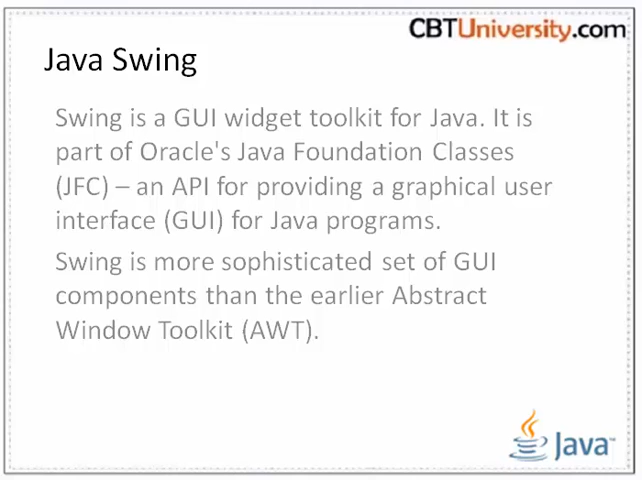 CBTUniversity.com
Java Swing
Swing is a GUI widget toolkit for Java. It is
part of Oracle's Java Foundation Classes
(JFC) – an API for providing a graphical user
interface (GUI) for Java programs.
Swing is more sophisticated set of GUI
components than the earlier Abstract
Window Toolkit (AWT).
Java™